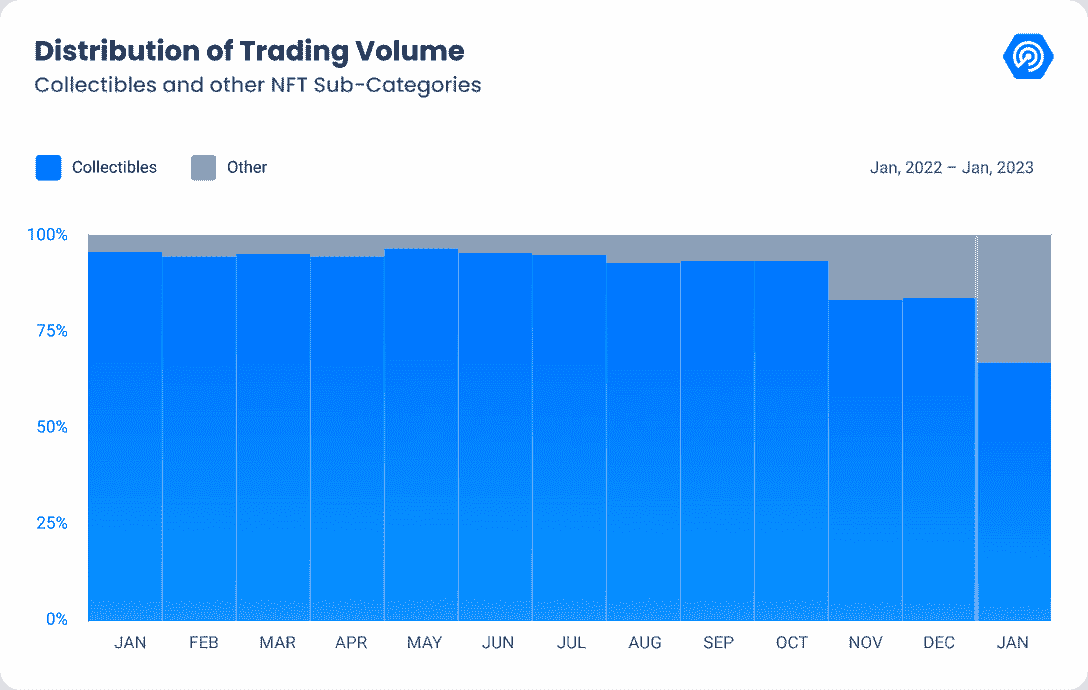 Distribution of Trading Volume
Collectibles and other NFT Sub-Categories
Collectibles Other Jan, 2022 – Jan, 2023
100%
75%
50%
25%
0%
JAN FEB MAR APR MAY JUN JUL AUG SEP OCT NOV DEC JAN